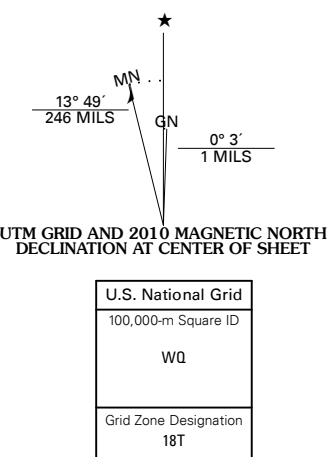 ★
MN
13° 49´
246 MILS
GN
0° 3´
1 MILS
UTM GRID AND 2010 MAGNETIC NORTH
DECLINATION AT CENTER OF SHEET
U.S. National Grid
100,000-m Square ID
WQ
Grid Zone Designation
18T